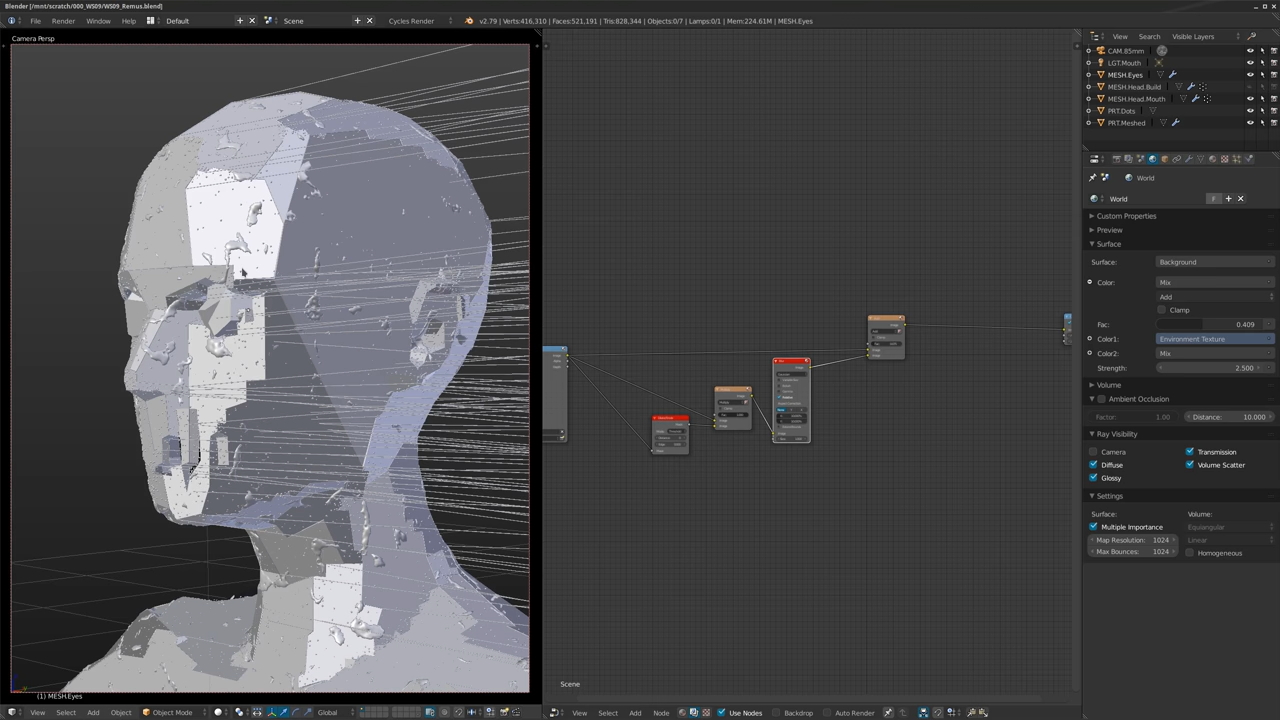 Blender [/mnt/scratch/000_WS09/WS09_Remus.blend]
File Render Window Help Default Scene Cycles Render v2.79 | Verts:416,310 | Faces:521,191 | Tris:828,344 | Objects:0/7 | Lamps:0/1 | Mem:224.61M | MESH.Eyes
Camera Persp
View Search Visible Layers
CAM.85mm
LGT.Mouth
MESH.Eyes
MESH.Head.Build
MESH.Head.Mouth
PRT.Dots
PRT.Meshed
World
World F
Custom Properties
Preview
Surface
Surface: Background
Color: Mix
Add
Clamp
Fac: 0.409
Color1: Environment Texture
Color2: Mix
Strength: 2.500
Volume
Ambient Occlusion
Factor: 1.00 Distance: 10.000
Ray Visibility
Camera Transmission
Diffuse Volume Scatter
Glossy
Settings
Surface: Volume:
Multiple Importance Equiangular
Map Resolution: 1024 Linear
Max Bounces: 1024 Homogeneous
Scene
(1) MESH.Eyes
View Select Add Object Object Mode Global
View Select Add Node Use Nodes Backdrop Auto Render